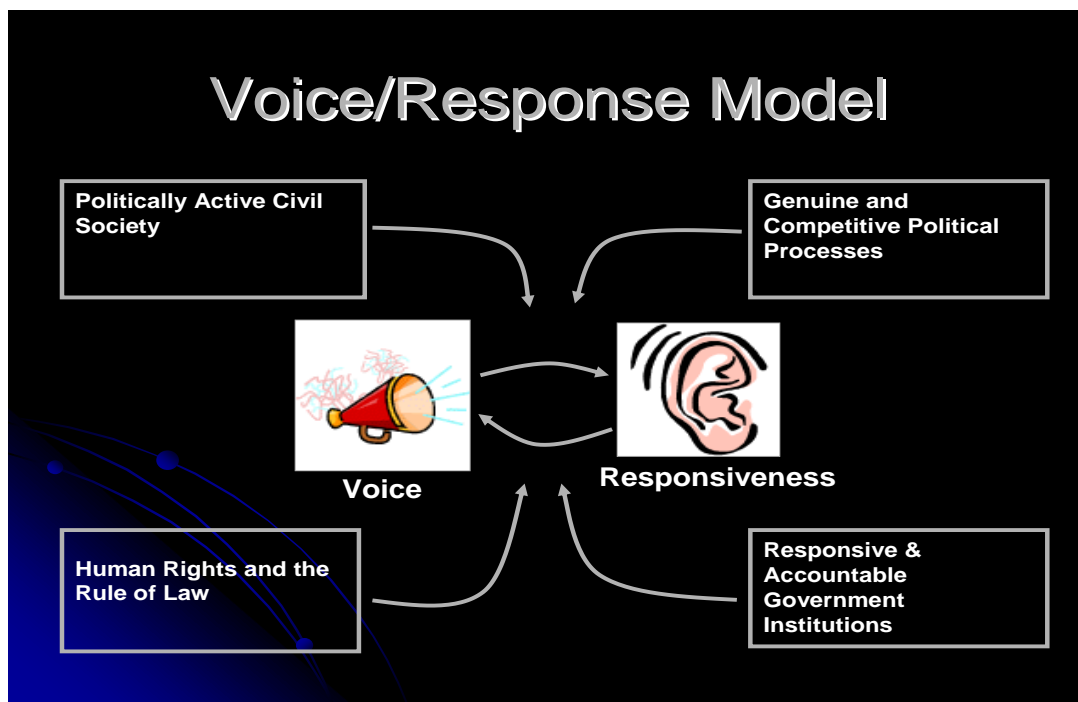 Voice/Response Model
Politically Active Civil
Society
Genuine and
Competitive Political
Processes
Voice
Responsiveness
Human Rights and the
Rule of Law
Responsive &
Accountable
Government
Institutions